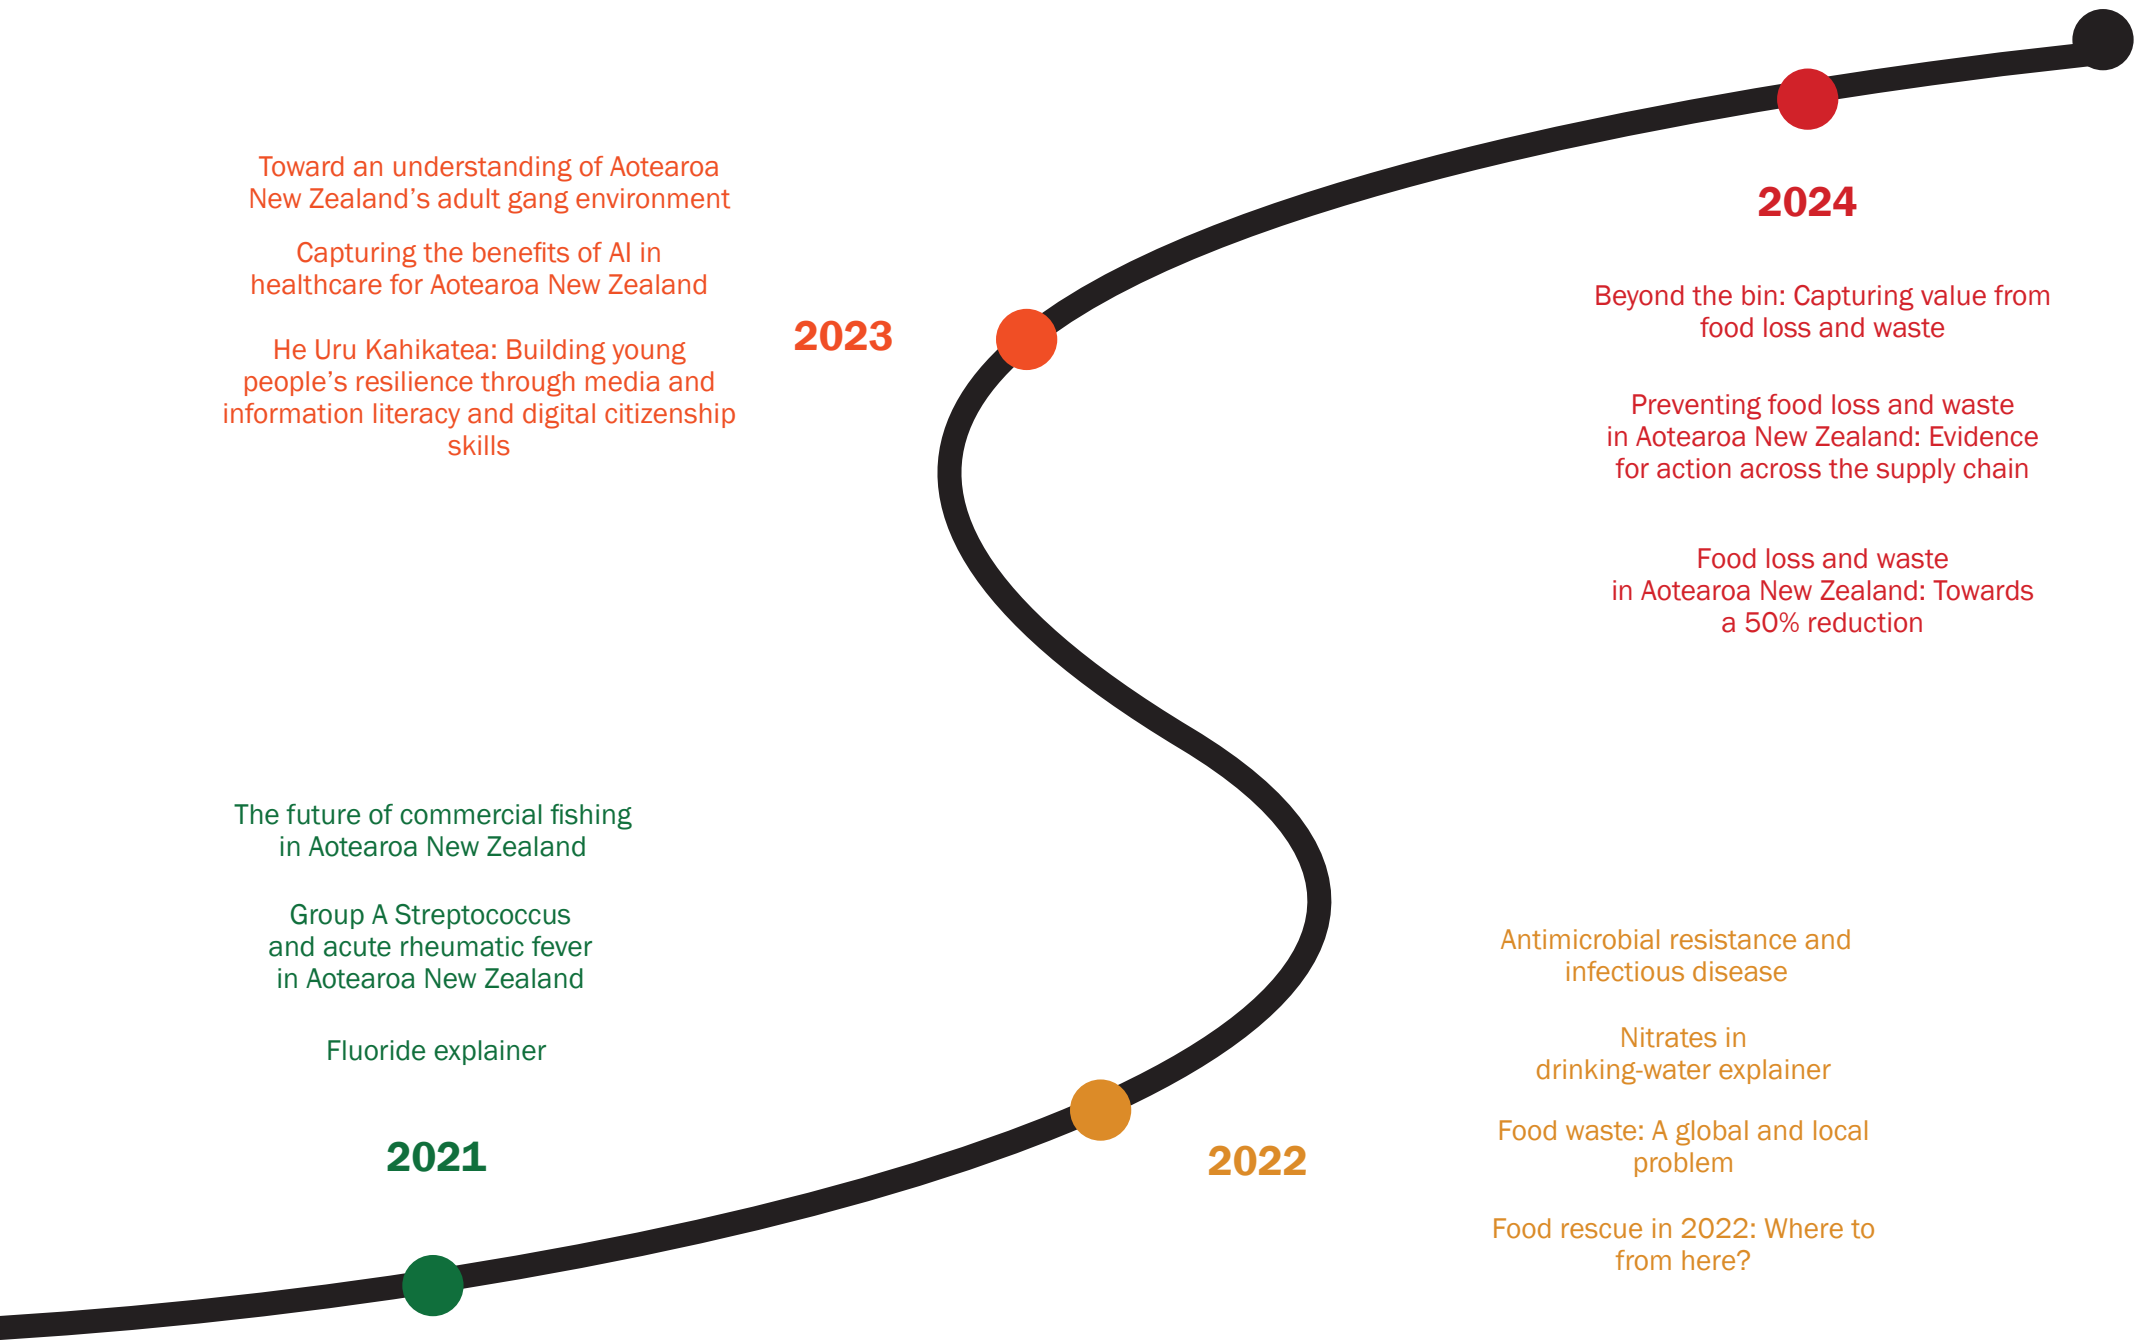 Toward an understanding of Aotearoa
New Zealand’s adult gang environment
Capturing the benefits of AI in
healthcare for Aotearoa New Zealand
He Uru Kahikatea: Building young
people’s resilience through media and
information literacy and digital citizenship
skills
2023
2024
Beyond the bin: Capturing value from
food loss and waste
Preventing food loss and waste
in Aotearoa New Zealand: Evidence
for action across the supply chain
Food loss and waste
in Aotearoa New Zealand: Towards
a 50% reduction
The future of commercial fishing
in Aotearoa New Zealand
Group A Streptococcus
and acute rheumatic fever
in Aotearoa New Zealand
Fluoride explainer
2021
2022
Antimicrobial resistance and
infectious disease
Nitrates in
drinking-water explainer
Food waste: A global and local
problem
Food rescue in 2022: Where to
from here?